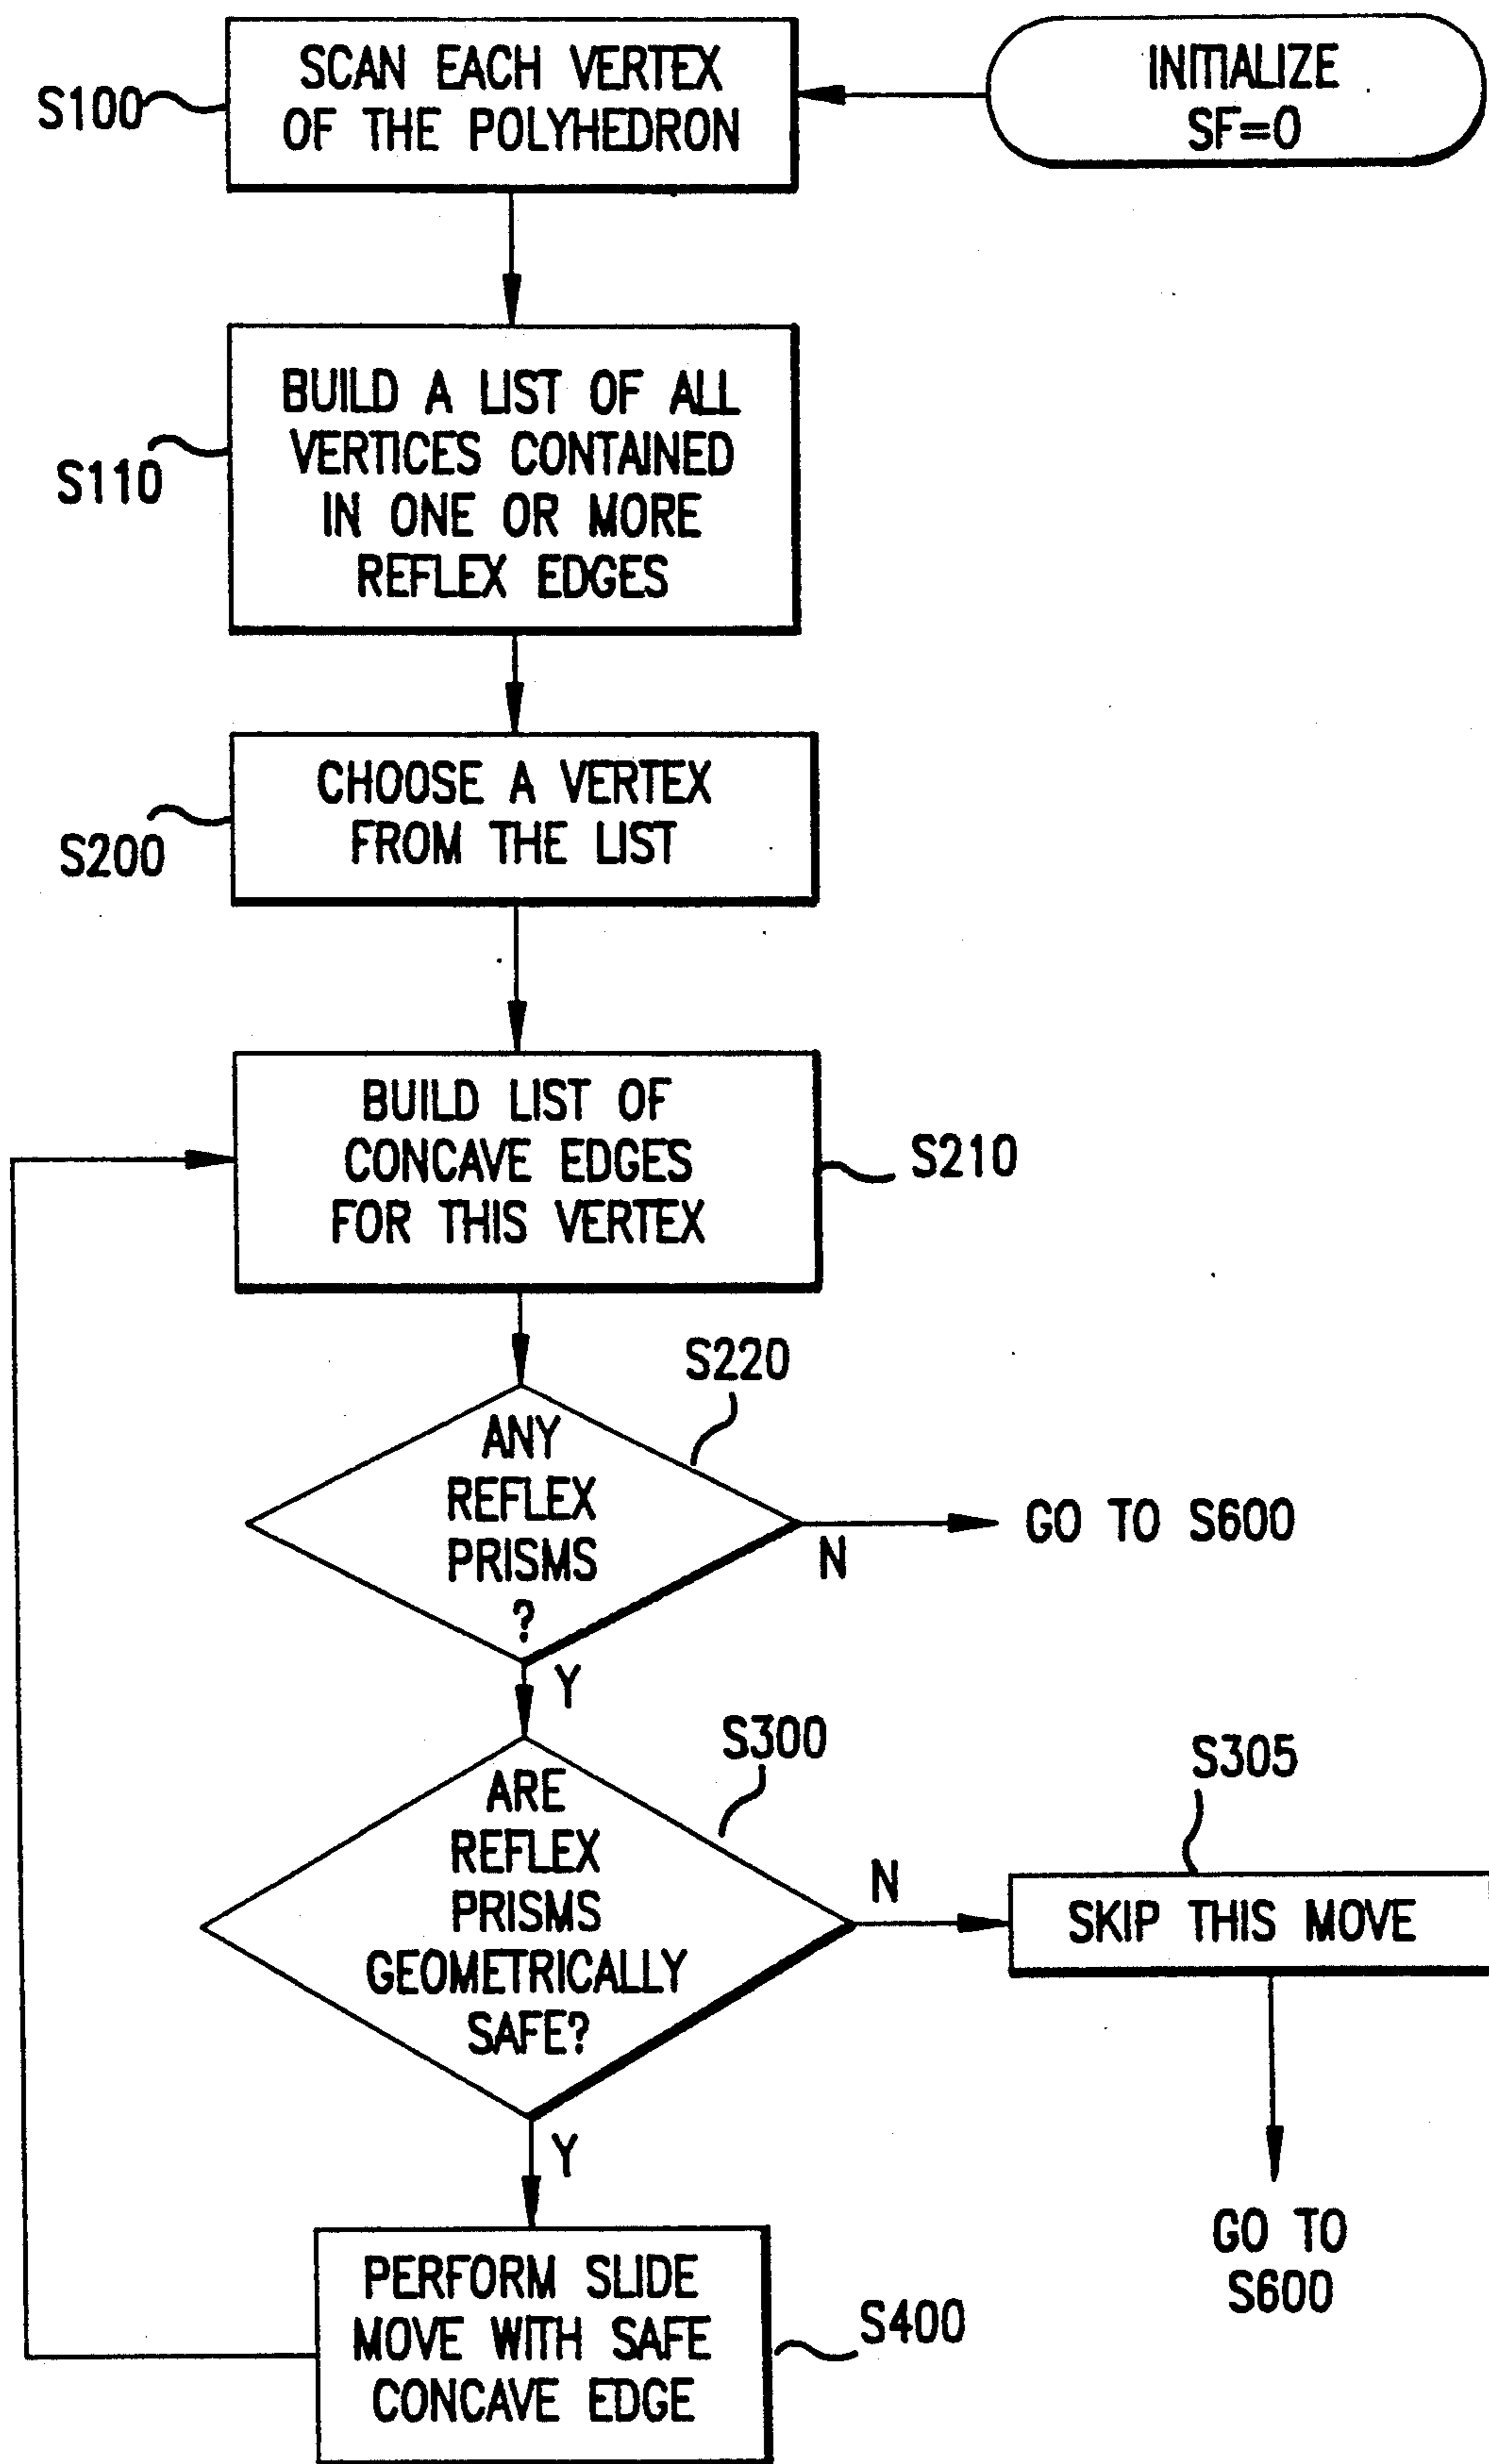 INITIALIZE
SF=0
SCAN EACH VERTEX
OF THE POLYHEDRON
S100
BUILD A LIST OF ALL
VERTICES CONTAINED
IN ONE OR MORE
REFLEX EDGES
S110
CHOOSE A VERTEX
FROM THE LIST
S200
BUILD LIST OF
CONCAVE EDGES
FOR THIS VERTEX
S210
S220
ANY
REFLEX
PRISMS
?
N
GO TO S600
Y
S300
ARE
REFLEX
PRISMS
GEOMETRICALLY
SAFE?
N
S305
SKIP THIS MOVE
GO TO
S600
Y
PERFORM SLIDE
MOVE WITH SAFE
CONCAVE EDGE
S400